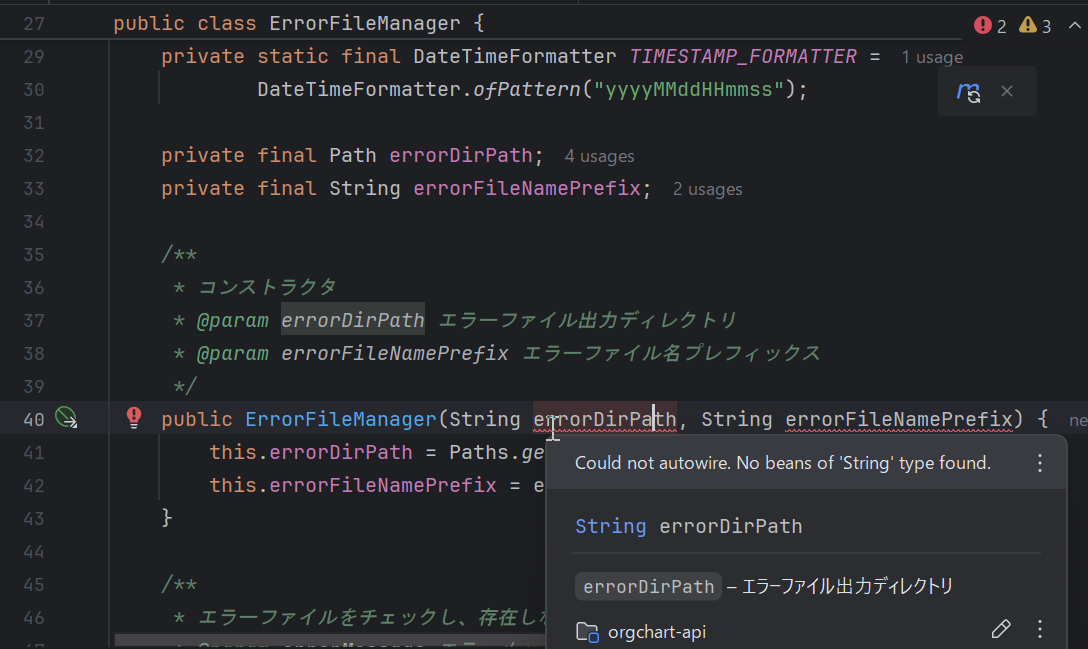 27 public class ErrorFileManager { 2 3
29 private static final DateTimeFormatter TIMESTAMP_FORMATTER = 1 usage
30 DateTimeFormatter.ofPattern("yyyyMMddHHmmss");
31
32 private final Path errorDirPath; 4 usages
33 private final String errorFileNamePrefix; 2 usages
34
35 /**
36 * コンストラクタ
37 * @param errorDirPath エラーファイル出力ディレクトリ
38 * @param errorFileNamePrefix エラーファイル名プレフィックス
39 */
40 public ErrorFileManager(String errorDirPath, String errorFileNamePrefix) { ne
41 this.errorDirPath = Paths.ge
42 this.errorFileNamePrefix = e
43 }
44
45 /**
46 * エラーファイルをチェックし、存在し
Could not autowire. No beans of 'String' type found.
String errorDirPath
errorDirPath – エラーファイル出力ディレクトリ
orgchart-api